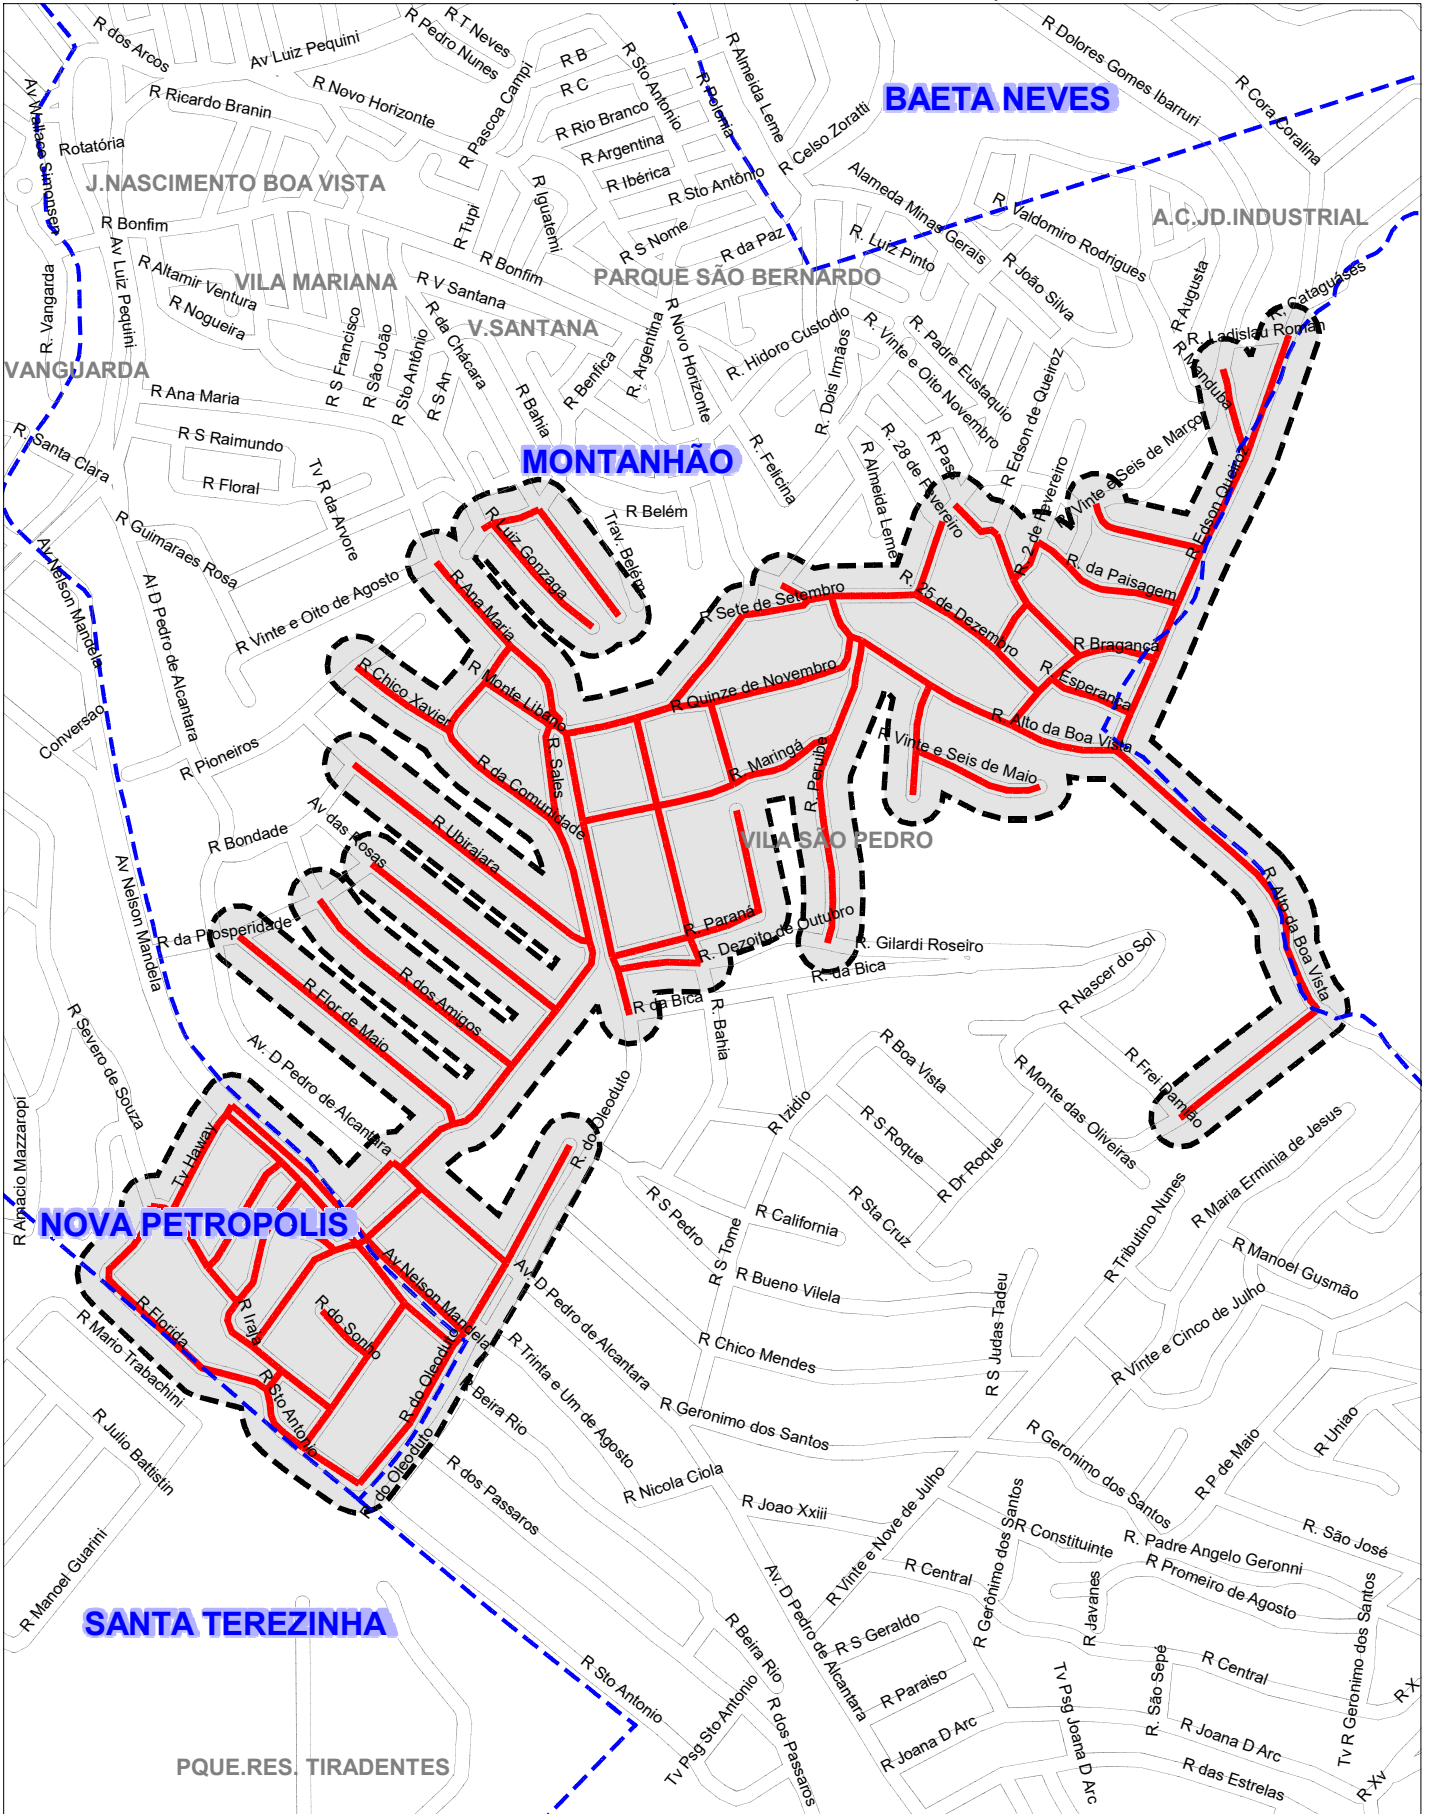 R dos Arcos
Av Luiz Pequini
R Pedro Nunes
R T Neves
R B
R C
R Sto Antonio
R Polonia
R Almeida Leme
R Dolores Gomes Ibarruri
R Cora Coralina
BAETA NEVES
Av Wallace Simonsen
R Ricardo Branin
R Novo Horizonte
R Pascoa Campi
R Rio Branco
R Argentina
R Ibérica
R Sto Antônio
R Celso Zoratti
Rotatória
J.NASCIMENTO BOA VISTA
R Bonfim
R Tupi
R Iguatemi
R S Nome
R da Paz
Alameda Minas Gerais
R. Luiz Pinto
R. Valdomiro Rodrigues
A.C.JD.INDUSTRIAL
R. Vangarda
Av Luiz Pequini
R Altamir Ventura
R Nogueira
VILA MARIANA
R V Santana
R Bonfim
PARQUE SÃO BERNARDO
V.SANTANA
R João Silva
R Augusta
R. Cataguases
R. Ladislau Roman
R Manduba
VANGUARDA
R S Francisco
R São João
R Sto Antônio
R S An
R da Chácara
R Bahia
R Benfica
R. Argentina
R Novo Horizonte
R. Hidoro Custodio
R. Dois Irmãos
R. Vinte e Oito Novembro
R. Padre Eustaquio
R Edson de Queiroz
R Ana Maria
R. Santa Clara
R S Raimundo
R Floral
Tv R da Arvore
MONTANHÃO
R. Felicina
R Almeida Leme
R. 28 de Fevereiro
R Pas
R. 2 de Fevereiro
R. Vinte e Seis de Março
R Edson Queiroz
R Guimaraes Rosa
R Belém
Trav. Belém
R Luiz Gonzaga
Av Nelson Mandela
Al D Pedro de Alcantara
R Vinte e Oito de Agosto
R Ana Maria
R Sete de Setembro
R. 25 de Dezembro
R. da Paisagem
R Bragança
R. Esperança
R Chico Xavier
R Monte Libano
R Quinze de Novembro
R. Alto da Boa Vista
Conversao
R Pioneiros
R da Comunidade
R. Sales
R. Maringá
R. Peruibe
R Vinte e Seis de Maio
R Bondade
Av das Rosas
R Ubirajara
VILA SÃO PEDRO
Av Nelson Mandela
R da Prosperidade
R. Paraná
R. Dezoito de Outubro
R. Gilardi Roseiro
R. Alto da Boa Vista
R Flor de Maio
R dos Amigos
R da Bica
R. da Bica
R. Bahia
R Nascer do Sol
R Severo de Souza
Av. D Pedro de Alcantara
R Boa Vista
R Monte das Oliveiras
R Frei Damião
R Amacio Mazzaropi
Tv Haway
R. do Oleoduto
R Izidio
R S Roque
R Dr Roque
R Maria Erminia de Jesus
NOVA PETROPOLIS
R S Pedro
R S Tome
R California
R Sta Cruz
R Tributino Nunes
R Manoel Gusmão
R Florida
R Iraja
R do Sonho
Av Nelson Mandela
Av. D Pedro de Alcantara
R Bueno Vilela
R S Judas Tadeu
R Vinte e Cinco de Julho
R Mario Trabachini
R Sto Antonio
R do Oleoduto
R Trinta e Um de Agosto
R Chico Mendes
R Julio Battistin
R Beira Rio
R Geronimo dos Santos
R Geronimo dos Santos
R P de Maio
R Uniao
R. do Oleoduto
R dos Passaros
R Nicola Ciola
R Joao Xxiii
R Vinte e Nove de Julho
R Gerônimo dos Santos
R Constituinte
R. Padre Angelo Geronni
R. São José
R Manoel Guarini
R Central
R Promeiro de Agosto
R Javanes
Av. D Pedro de Alcantara
SANTA TEREZINHA
R Beira Rio
R S Geraldo
R Paraiso
R Joana D Arc
R Sto Antonio
Tv Psg Sto Antonio
R dos Passaros
Tv Psg Joana D Arc
R. São Sepé
R Central
R Joana D Arc
R das Estrelas
Tv R Geronimo dos Santos
R X
R Xv
PQUE.RES. TIRADENTES